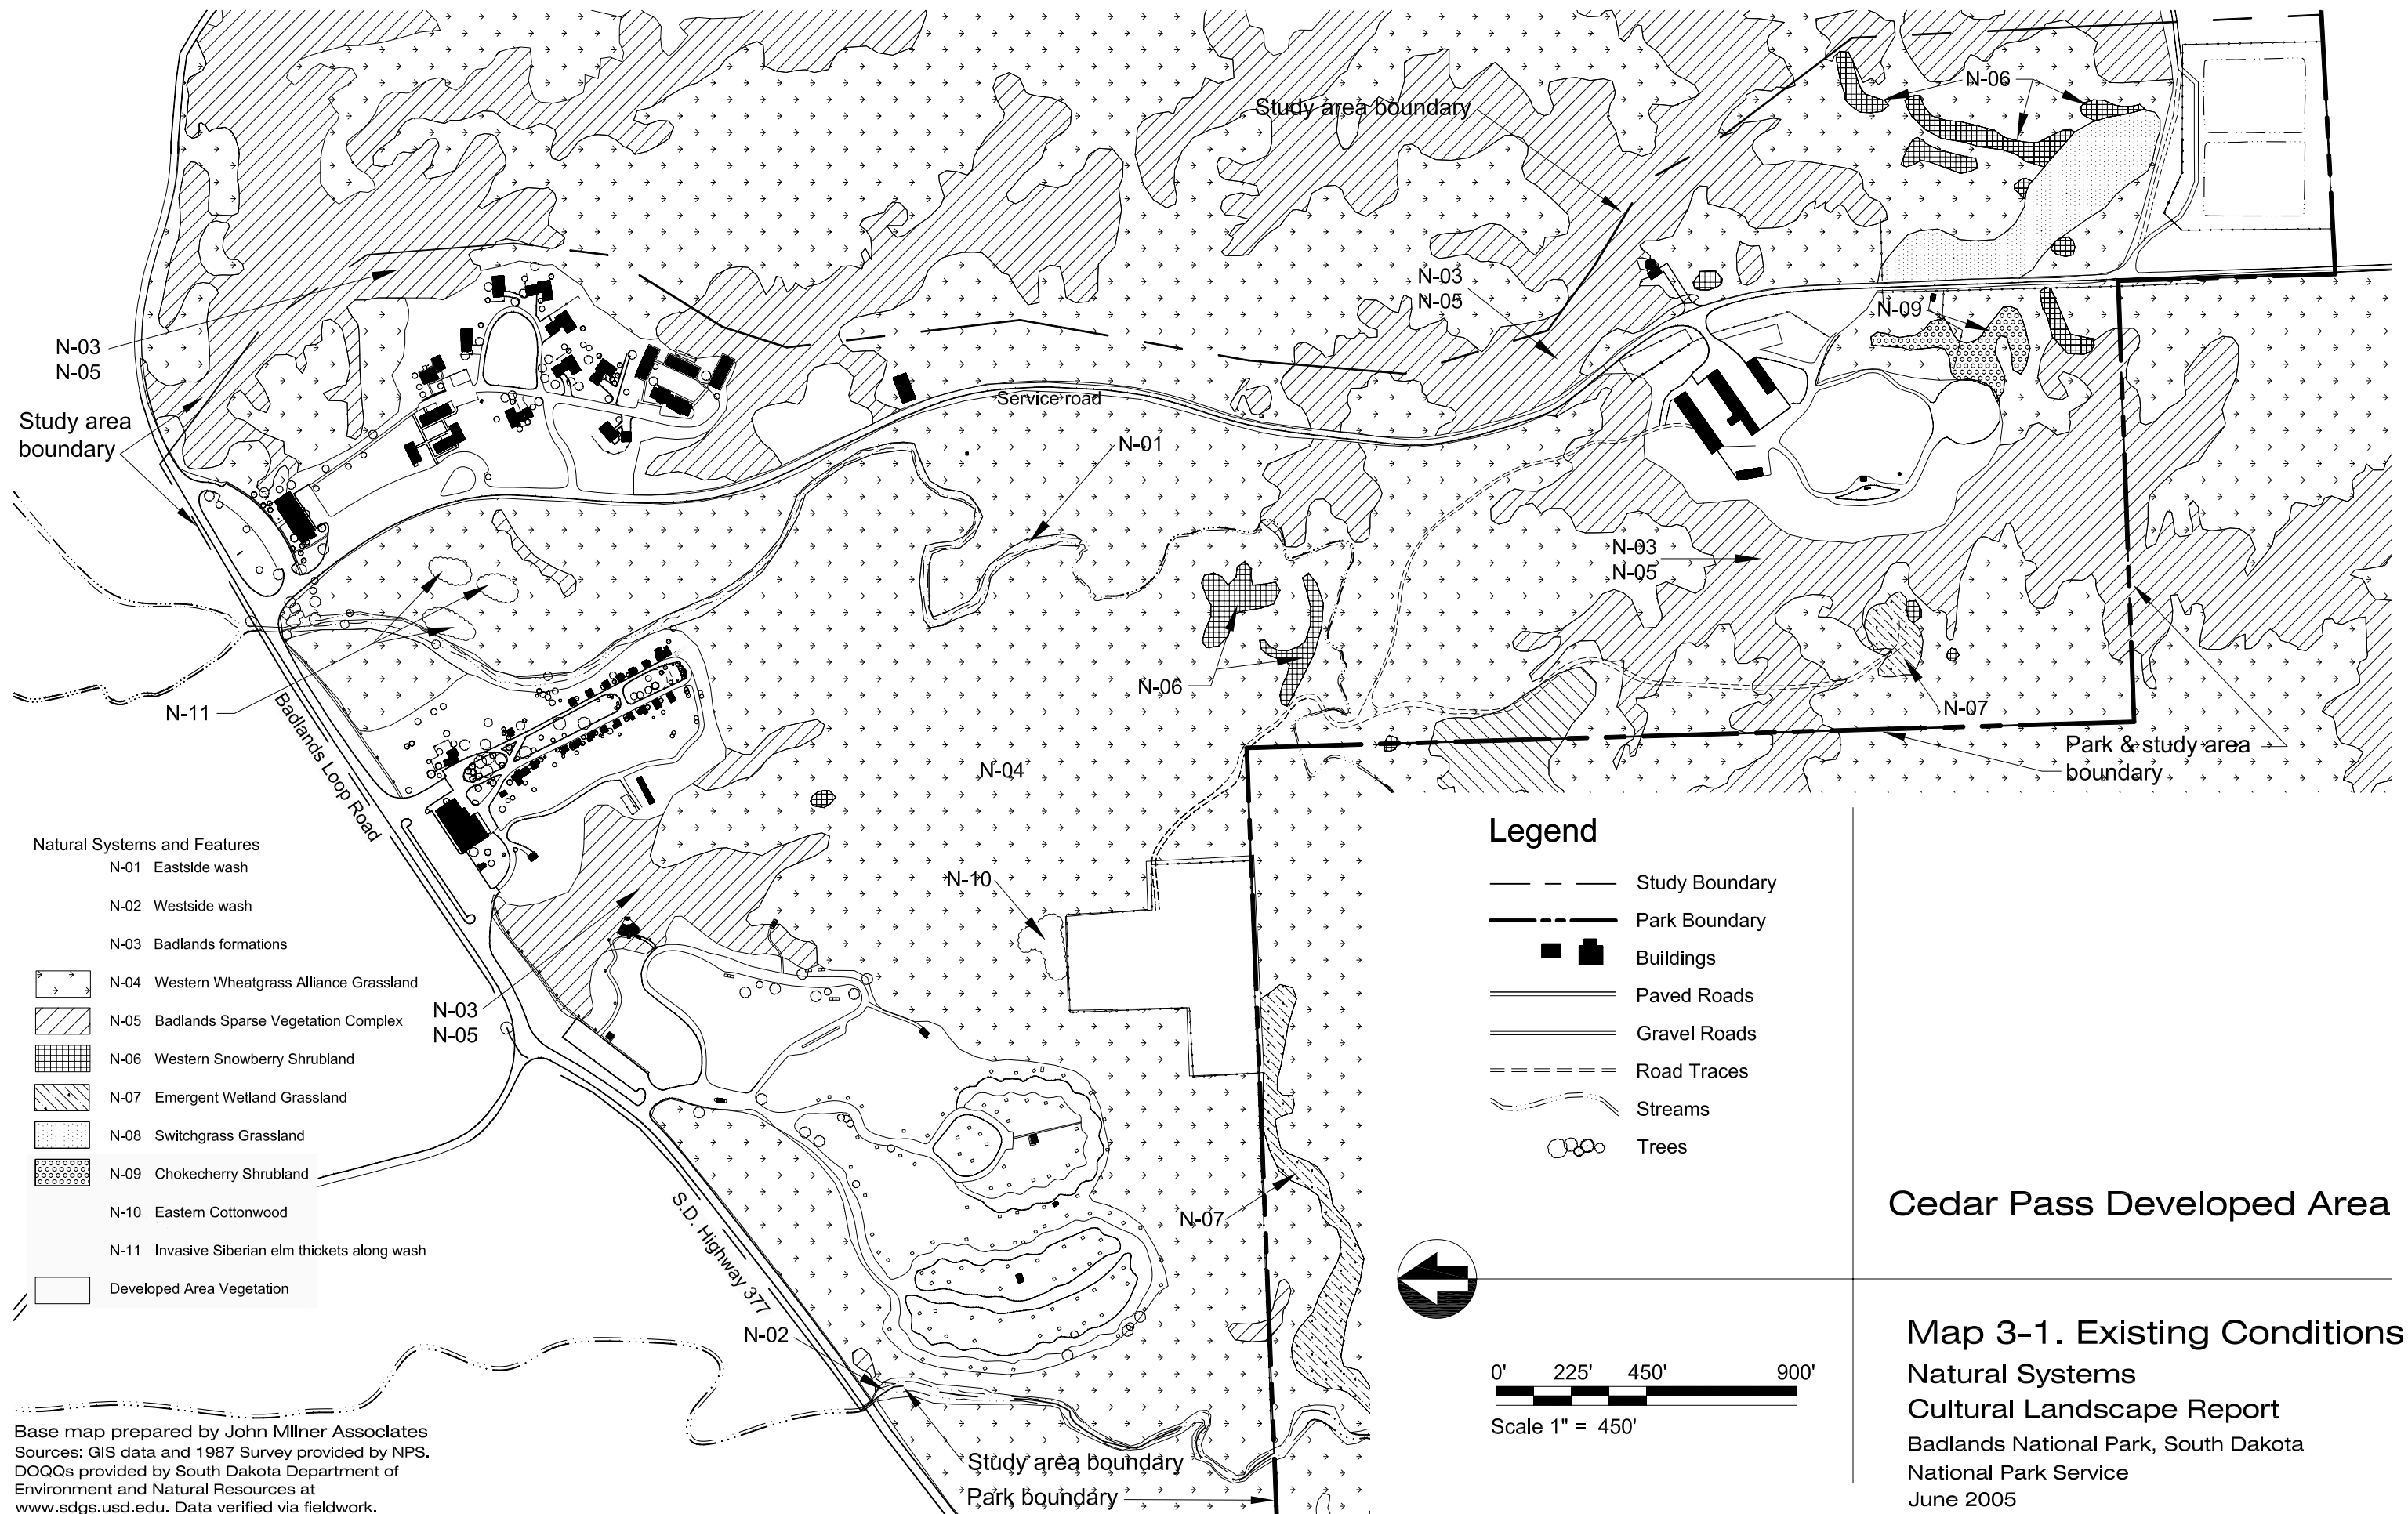 N-06
Study area boundary
N-03
N-05
N-09
N-03
N-05
Study area
boundary
Service road
N-01
N-03
N-05
N-06
N-11
N-07
Badlands Loop Road
Park & study area
boundary
N-04
N-10
N-03
N-05
N-07
S.D. Highway 377
N-02
Study area boundary
Park boundary
Natural Systems and Features
N-01 Eastside wash
N-02 Westside wash
N-03 Badlands formations
N-04 Western Wheatgrass Alliance Grassland
N-05 Badlands Sparse Vegetation Complex
N-06 Western Snowberry Shrubland
N-07 Emergent Wetland Grassland
N-08 Switchgrass Grassland
N-09 Chokecherry Shrubland
N-10 Eastern Cottonwood
N-11 Invasive Siberian elm thickets along wash
Developed Area Vegetation
Base map prepared by John Milner Associates
Sources: GIS data and 1987 Survey provided by NPS.
DOQQs provided by South Dakota Department of
Environment and Natural Resources at
www.sdgs.usd.edu. Data verified via fieldwork.
Legend
Study Boundary
Park Boundary
Buildings
Paved Roads
Gravel Roads
Road Traces
Streams
Trees
0' 225' 450' 900'
Scale 1" = 450'
Cedar Pass Developed Area
Map 3-1. Existing Conditions
Natural Systems
Cultural Landscape Report
Badlands National Park, South Dakota
National Park Service
June 2005